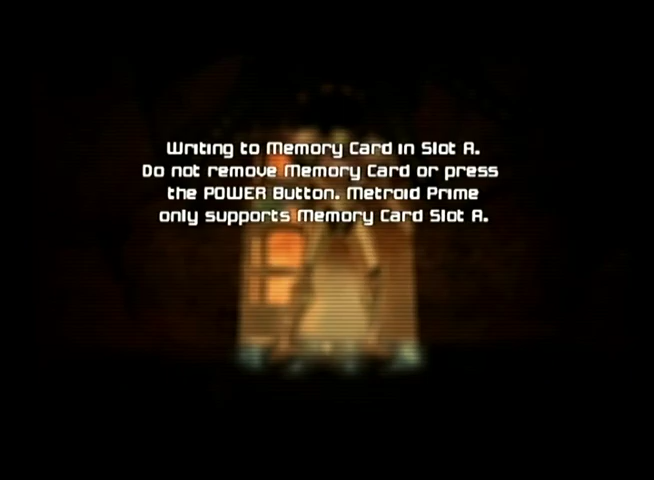 Writing to Memory Card in Slot A.
Do not remove Memory Card or press
the POWER Button. Metroid Prime
only supports Memory Card Slot A.